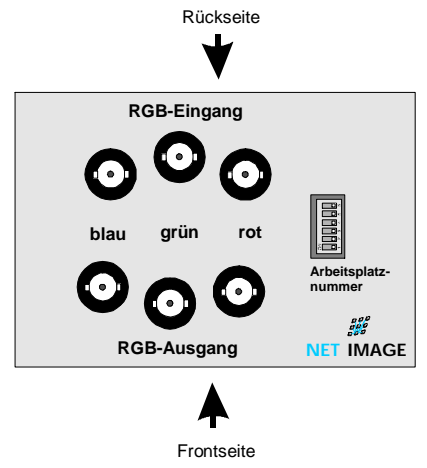 Rückseite
RGB-Eingang
blau grün rot
Arbeitsplatz-
nummer
RGB-Ausgang
NET IMAGE
Frontseite